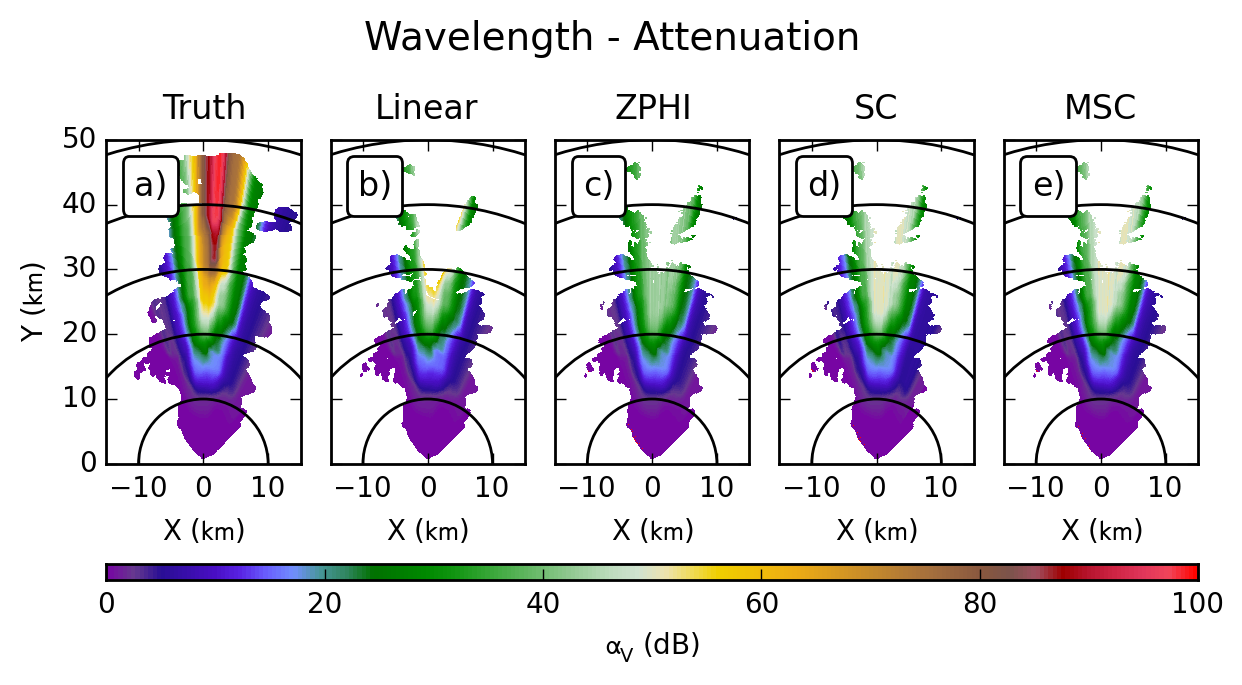 Wavelength - Attenuation
Truth Linear ZPHI SC MSC
a) b) c) d) e)
50
40
30
20
10
0
Y (km)
−10 0 10 −10 0 10 −10 0 10 −10 0 10 −10 0 10
X (km) X (km) X (km) X (km) X (km)
0 20 40 60 80 100
αV (dB)